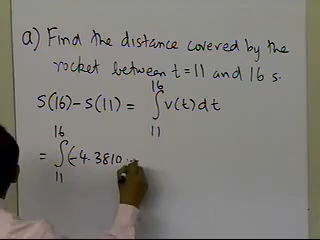 a) Find the distance covered by the
rocket between t=11 and 16 s.
S(16)-S(11) = ∫₁₁¹⁶ v(t)dt
= ∫₁₁¹⁶ (-4.3810